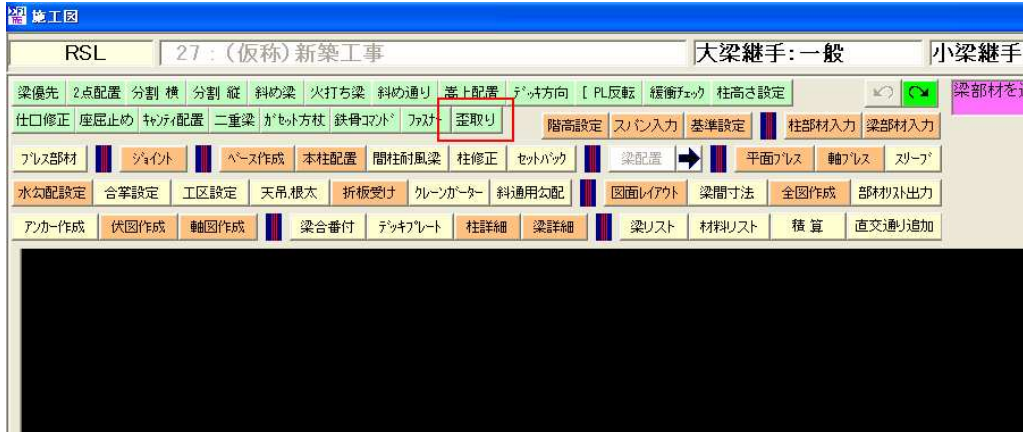 施工図
RSL 27：(仮称)新築工事 大梁継手:一般 小梁継手
梁優先 2点配置 分割 横 分割 縦 斜め梁 火打ち梁 斜め通り 嵩上配置 ﾃﾞｯｷ方向 [ PL反転 緩衝ﾁｪｯｸ 柱高さ設定 梁部材を
仕口修正 座屈止め ｷｬﾝﾃｨ配置 二重梁 ｶﾞｾｯﾄ方杖 鉄骨ｺﾏﾝﾄﾞ ﾌｧｽﾅｰ 歪取り 階高設定 スパン入力 基準設定 柱部材入力 梁部材入力
ﾌﾞﾚｽ部材 ｼﾞｮｲﾝﾄ ﾍﾞｰｽ作成 本柱配置 間柱耐風梁 柱修正 ｾｯﾄﾊﾞｯｸ 梁配置 平面ﾌﾞﾚｽ 軸ﾌﾞﾚｽ ｽﾘｰﾌﾞ
水勾配設定 合掌設定 工区設定 天吊.根太 折板受け ｸﾚｰﾝｶﾞｰﾀｰ 斜通用勾配 図面ﾚｲｱｳﾄ 梁間寸法 全図作成 部材ﾘｽﾄ出力
ｱﾝｶｰ作成 伏図作成 軸図作成 梁合番付 ﾃﾞｯｷﾌﾟﾚｰﾄ 柱詳細 梁詳細 梁リスト 材料リスト 積 算 直交通り追加